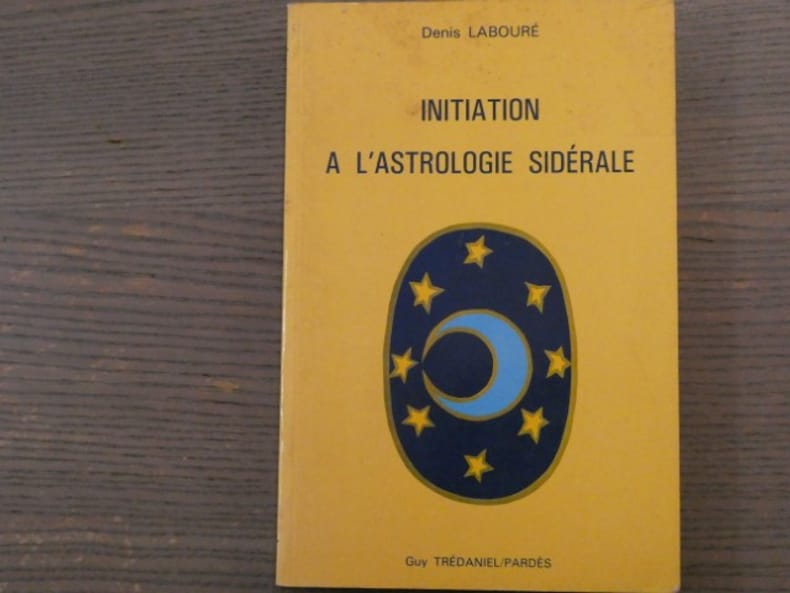 Denis LABOURÉ
INITIATION
A L'ASTROLOGIE SIDÉRALE
Guy TRÉDANIEL/PARDÈS